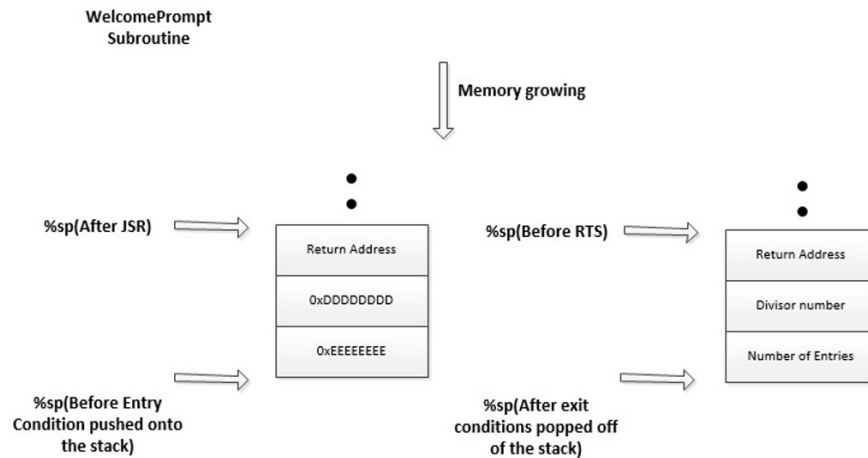 WelcomePrompt
Subroutine
Memory growing
%sp(After JSR)
Return Address
0xDDDDDDDD
0xEEEEEEEE
%sp(Before Entry
Condition pushed onto
the stack)
%sp(Before RTS)
Return Address
Divisor number
Number of Entries
%sp(After exit
conditions popped off
of the stack)